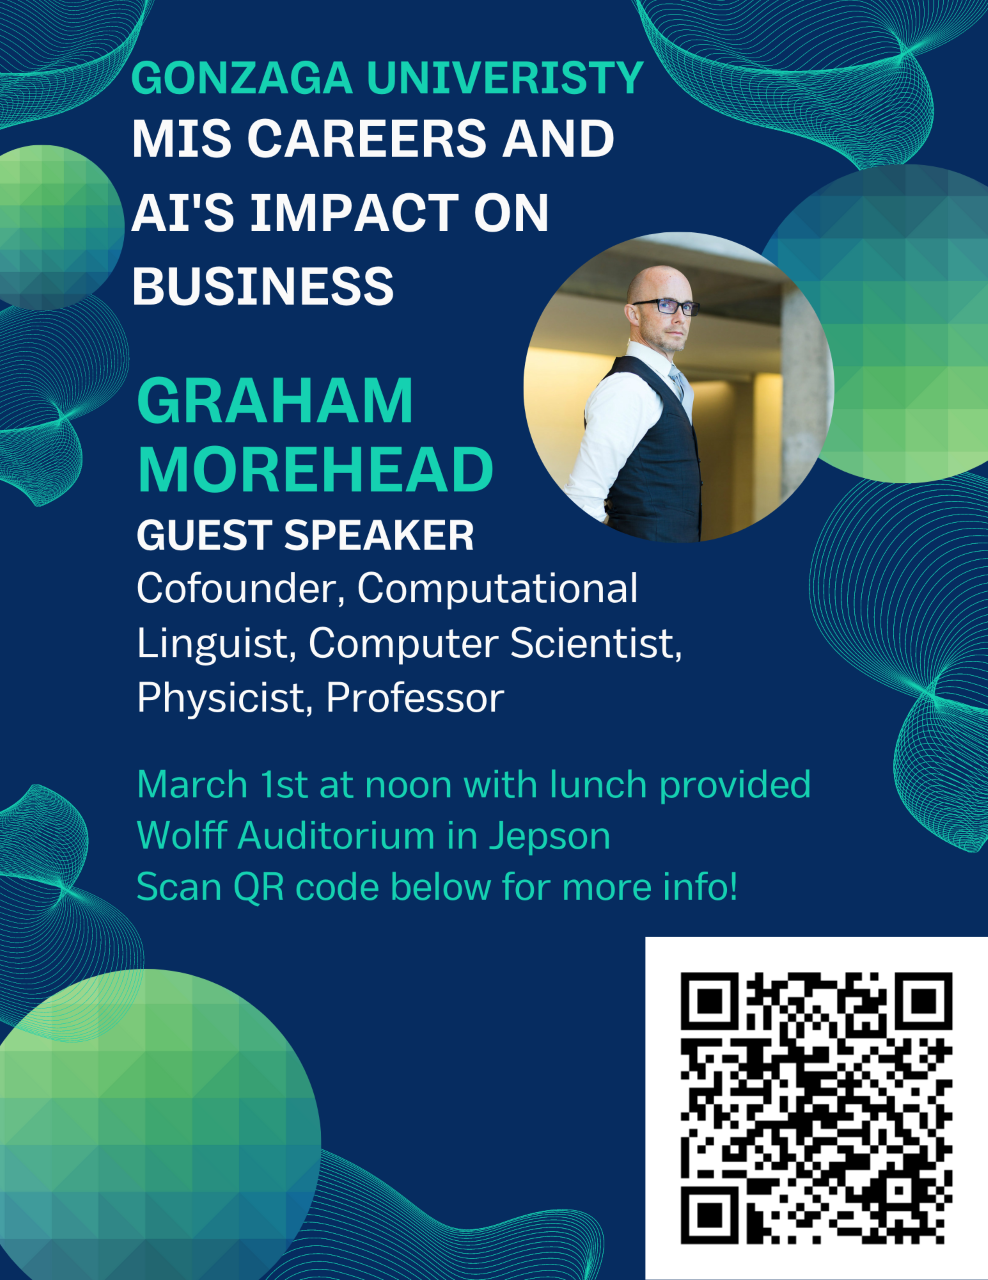 GONZAGA UNIVERISTY
MIS CAREERS AND
AI'S IMPACT ON
BUSINESS
GRAHAM
MOREHEAD
GUEST SPEAKER
Cofounder, Computational
Linguist, Computer Scientist,
Physicist, Professor
March 1st at noon with lunch provided
Wolff Auditorium in Jepson
Scan QR code below for more info!